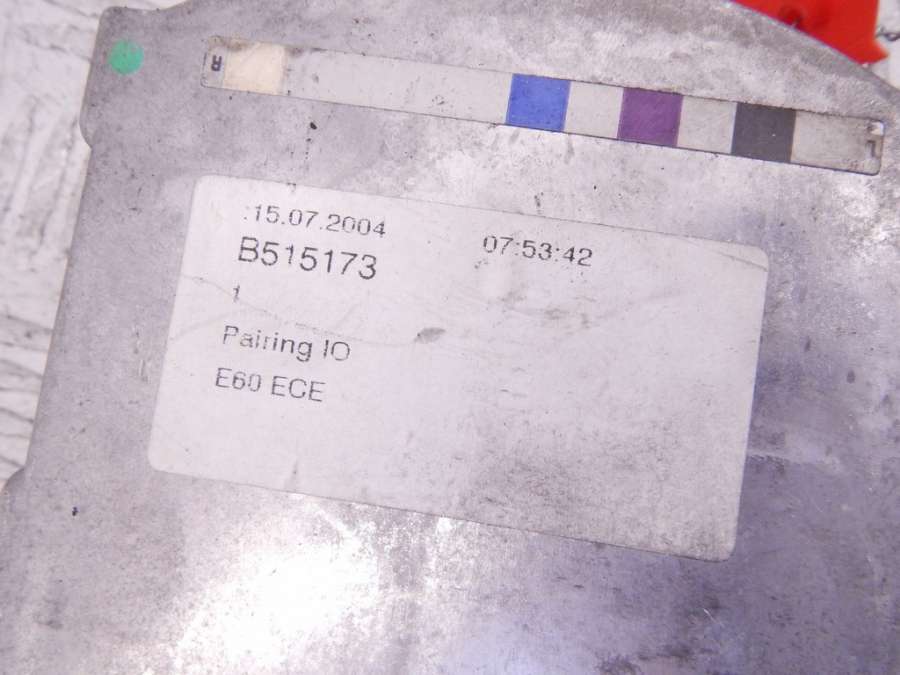 R
L
15.07.2004 07:53:42
B515173
1
Pairing IO
E60 ECE